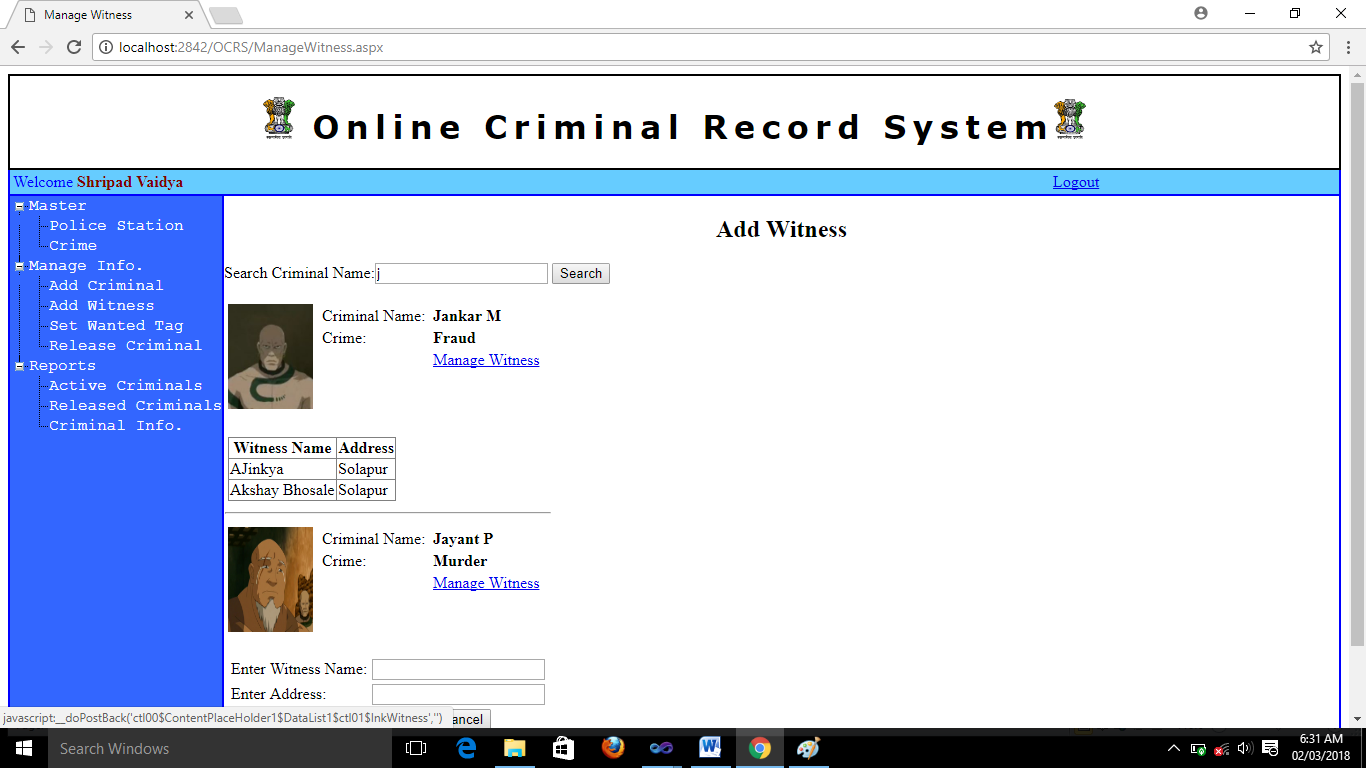 Manage Witness
localhost:2842/OCRS/ManageWitness.aspx
Online Criminal Record System
Welcome Shripad Vaidya
Logout
Master
Police Station
Crime
Manage Info.
Add Criminal
Add Witness
Set Wanted Tag
Release Criminal
Reports
Active Criminals
Released Criminals
Criminal Info.
Add Witness
Search Criminal Name: j Search
Criminal Name: Jankar M
Crime: Fraud
Manage Witness
Witness Name Address
AJinkya Solapur
Akshay Bhosale Solapur
Criminal Name: Jayant P
Crime: Murder
Manage Witness
Enter Witness Name:
Enter Address:
javascript:__doPostBack('ctl00$ContentPlaceHolder1$DataList1$ctl01$lnkWitness','')
ancel
Search Windows
6:31 AM
02/03/2018